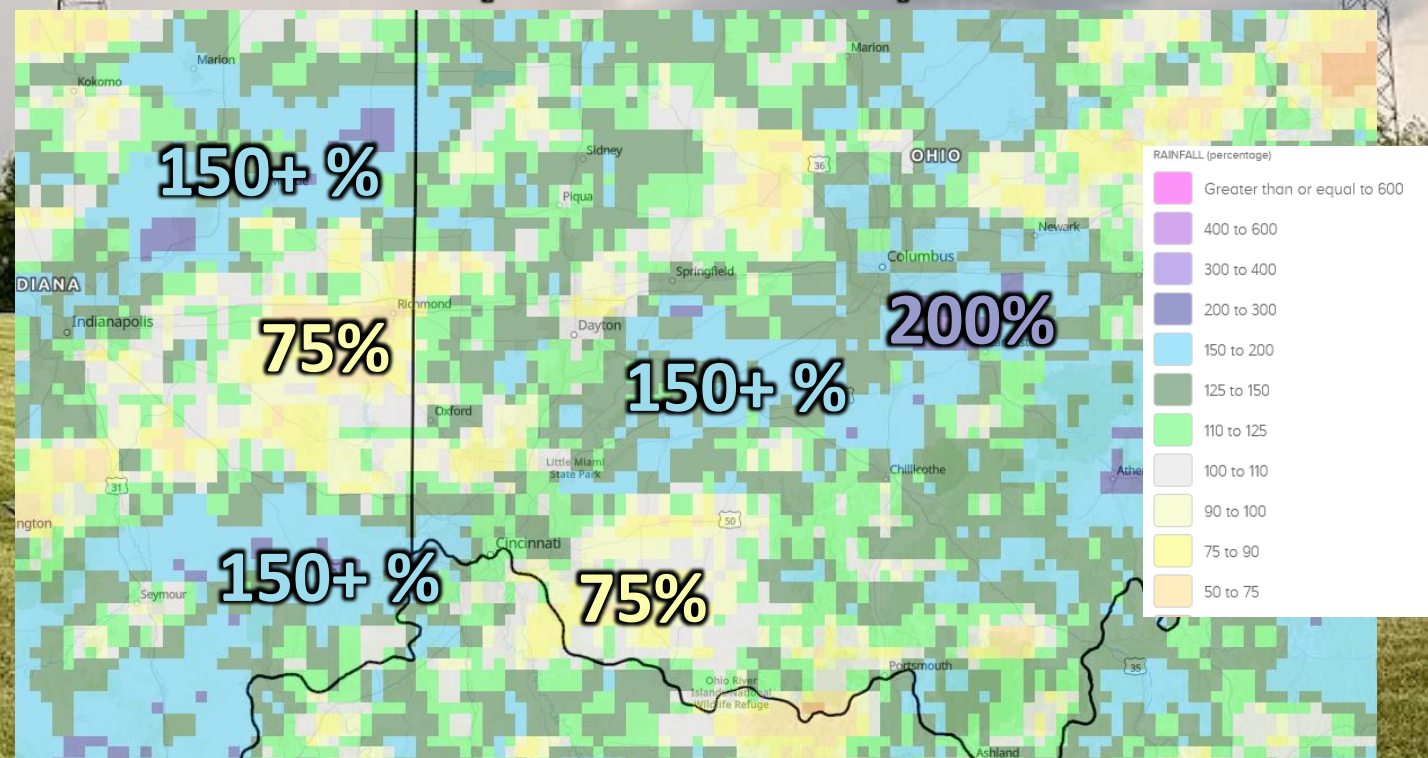 Marion
Marion
Kokomo
150+ %
Sidney
36
OHIO
RAINFALL (percentage)
Greater than or equal to 600
Piqua
400 to 600
Newark
Columbus
300 to 400
Springfield
DIANA
Richmond
200 to 300
Indianapolis
Dayton
200%
75%
150 to 200
150+ %
125 to 150
Oxford
110 to 125
Little Miami
State Park
Chillicothe
Athe
100 to 110
31
ngton
50
90 to 100
Cincinnati
75 to 90
150+ %
Seymour
75%
50 to 75
Portsmouth
35
Ohio River
Islands National
Wildlife Refuge
Ashland